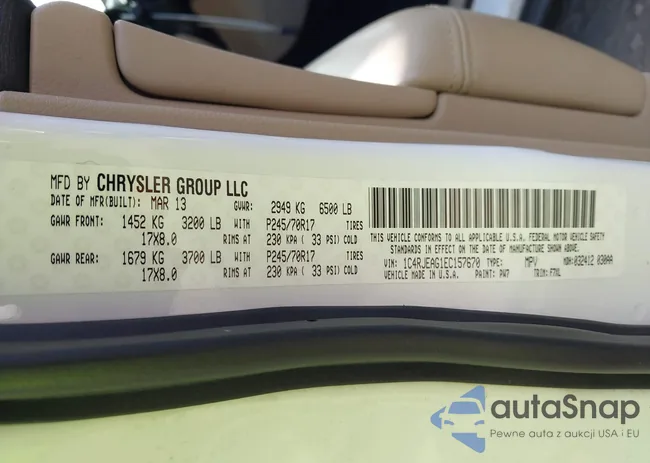 MFD BY CHRYSLER GROUP LLC
DATE OF MFR(BUILT): MAR 13 GVWR: 2949 KG 6500 LB
GAWR FRONT: 1452 KG 3200 LB WITH P245/70R17 TIRES
17X8.0 RIMS AT 230 KPA ( 33 PSI) COLD
GAWR REAR: 1679 KG 3700 LB WITH P245/70R17 TIRES
17X8.0 RIMS AT 230 KPA ( 33 PSI) COLD
THIS VEHICLE CONFORMS TO ALL APPLICABLE U.S.A. FEDERAL MOTOR VEHICLE SAFETY
STANDARDS IN EFFECT ON THE DATE OF MANUFACTURE SHOWN ABOVE.
VIN: 1C4RJEAG1EC157670 TYPE: MPV MDH: 032412 030AA
VEHICLE MADE IN U.S.A. PAINT: PW7 TRIM:
autaSnap
Pewne auta z aukcji USA i EU